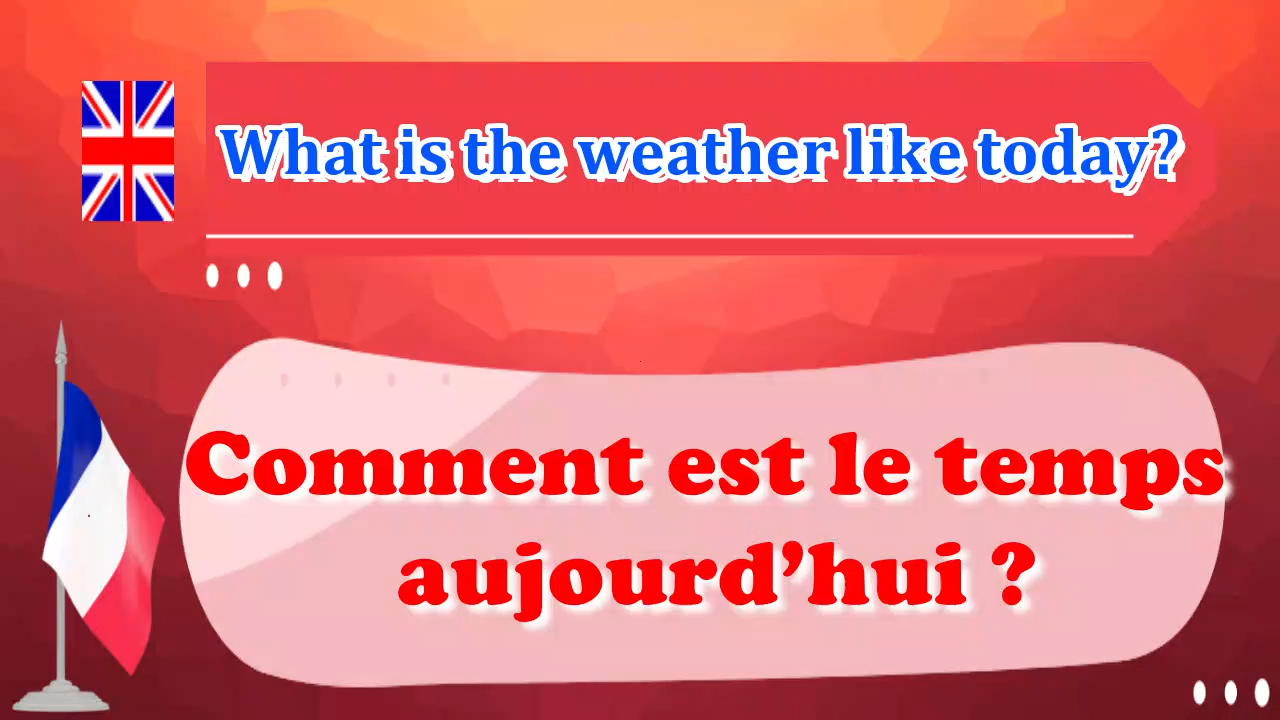 What is the weather like today?
Comment est le temps
aujourd’hui ?